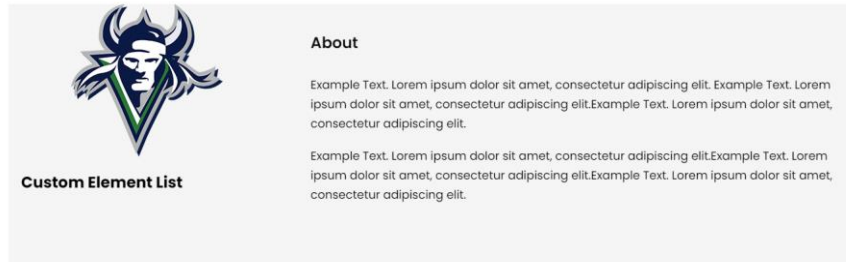 Custom Element List
About
Example Text. Lorem ipsum dolor sit amet, consectetur adipiscing elit. Example Text. Lorem
ipsum dolor sit amet, consectetur adipiscing elit.Example Text. Lorem ipsum dolor sit amet,
consectetur adipiscing elit.
Example Text. Lorem ipsum dolor sit amet, consectetur adipiscing elit.Example Text. Lorem
ipsum dolor sit amet, consectetur adipiscing elit.Example Text. Lorem ipsum dolor sit amet,
consectetur adipiscing elit.